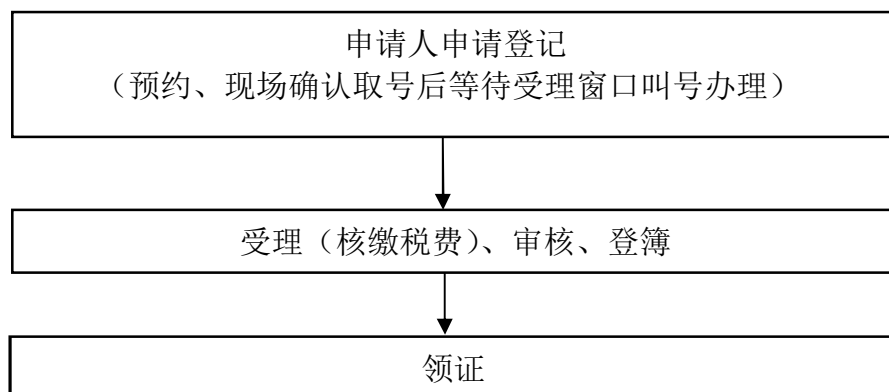 申请人申请登记
（预约、现场确认取号后等待受理窗口叫号办理）
受理（核缴税费）、审核、登簿
领证